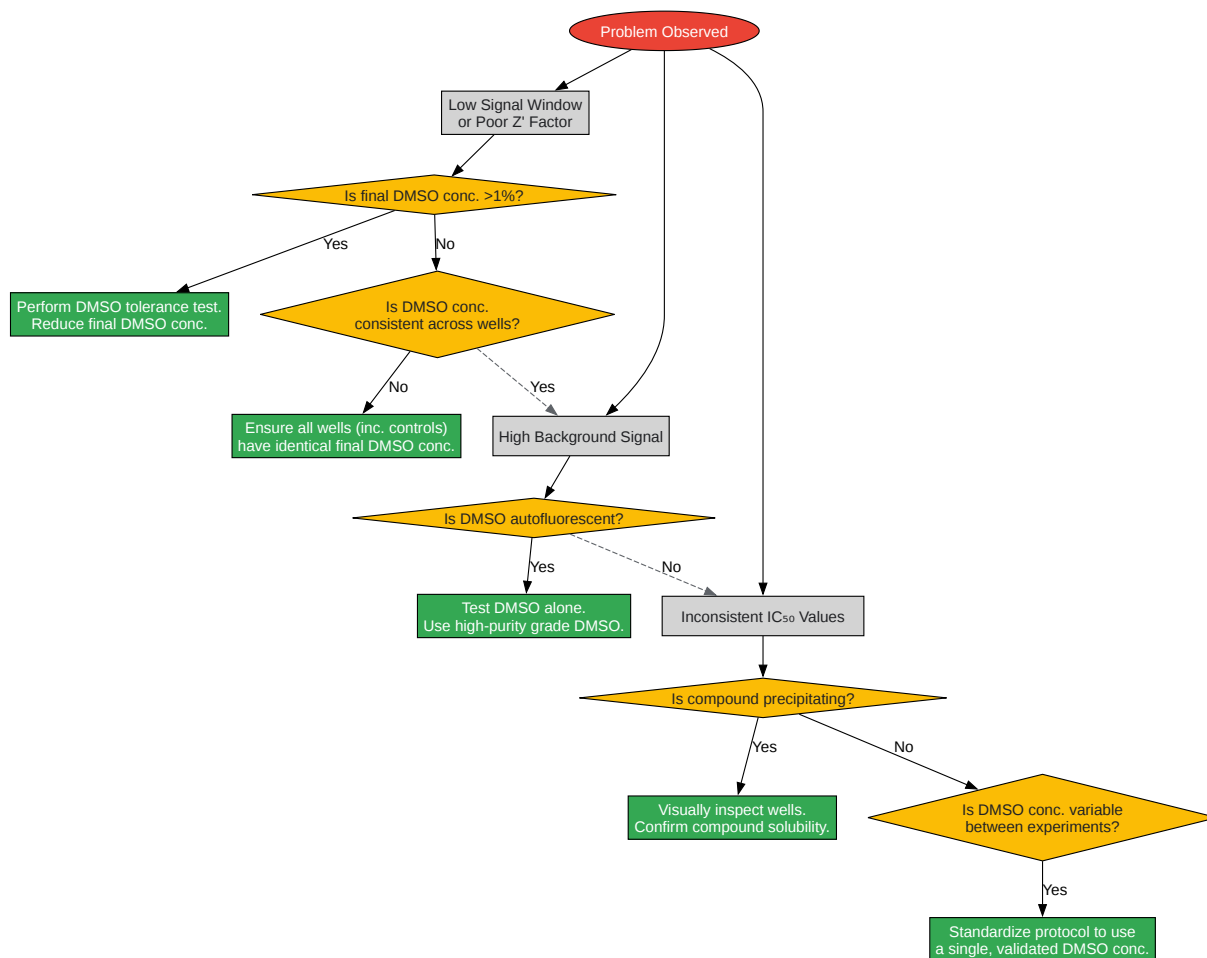 Problem Observed
Low Signal Window
or Poor Z' Factor
Is final DMSO conc. >1%?
Yes
No
Perform DMSO tolerance test.
Reduce final DMSO conc.
Is DMSO conc.
consistent across wells?
No
Yes
Ensure all wells (inc. controls)
have identical final DMSO conc.
High Background Signal
Is DMSO autofluorescent?
Yes
No
Test DMSO alone.
Use high-purity grade DMSO.
Inconsistent IC₅₀ Values
Is compound precipitating?
Yes
No
Visually inspect wells.
Confirm compound solubility.
Is DMSO conc. variable
between experiments?
Yes
Standardize protocol to use
a single, validated DMSO conc.